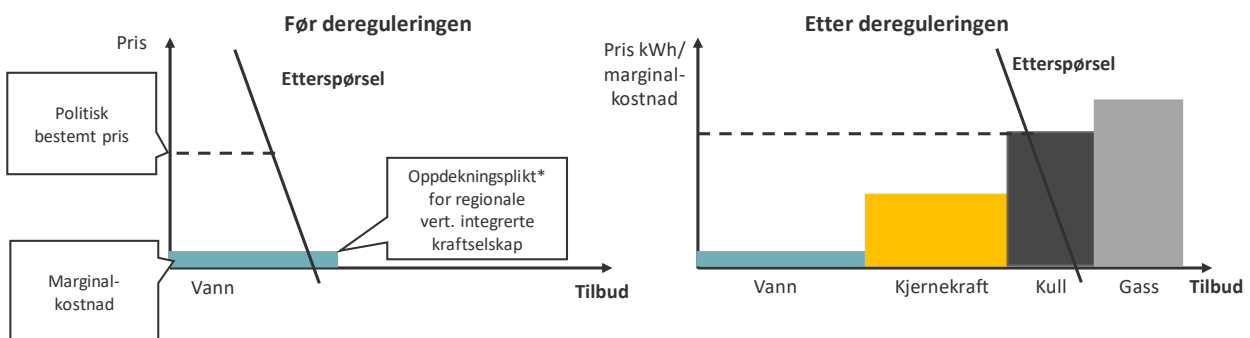 Før dereguleringen
Pris
Etterspørsel
Politisk
bestemt pris
Oppdekningsplikt*
for regionale
vert. integrerte
kraftselskap
Marginal-
kostnad
Vann
Tilbud
Etter dereguleringen
Pris kWh/
marginal-
kostnad
Etterspørsel
Vann
Kjernekraft
Kull
Gass
Tilbud